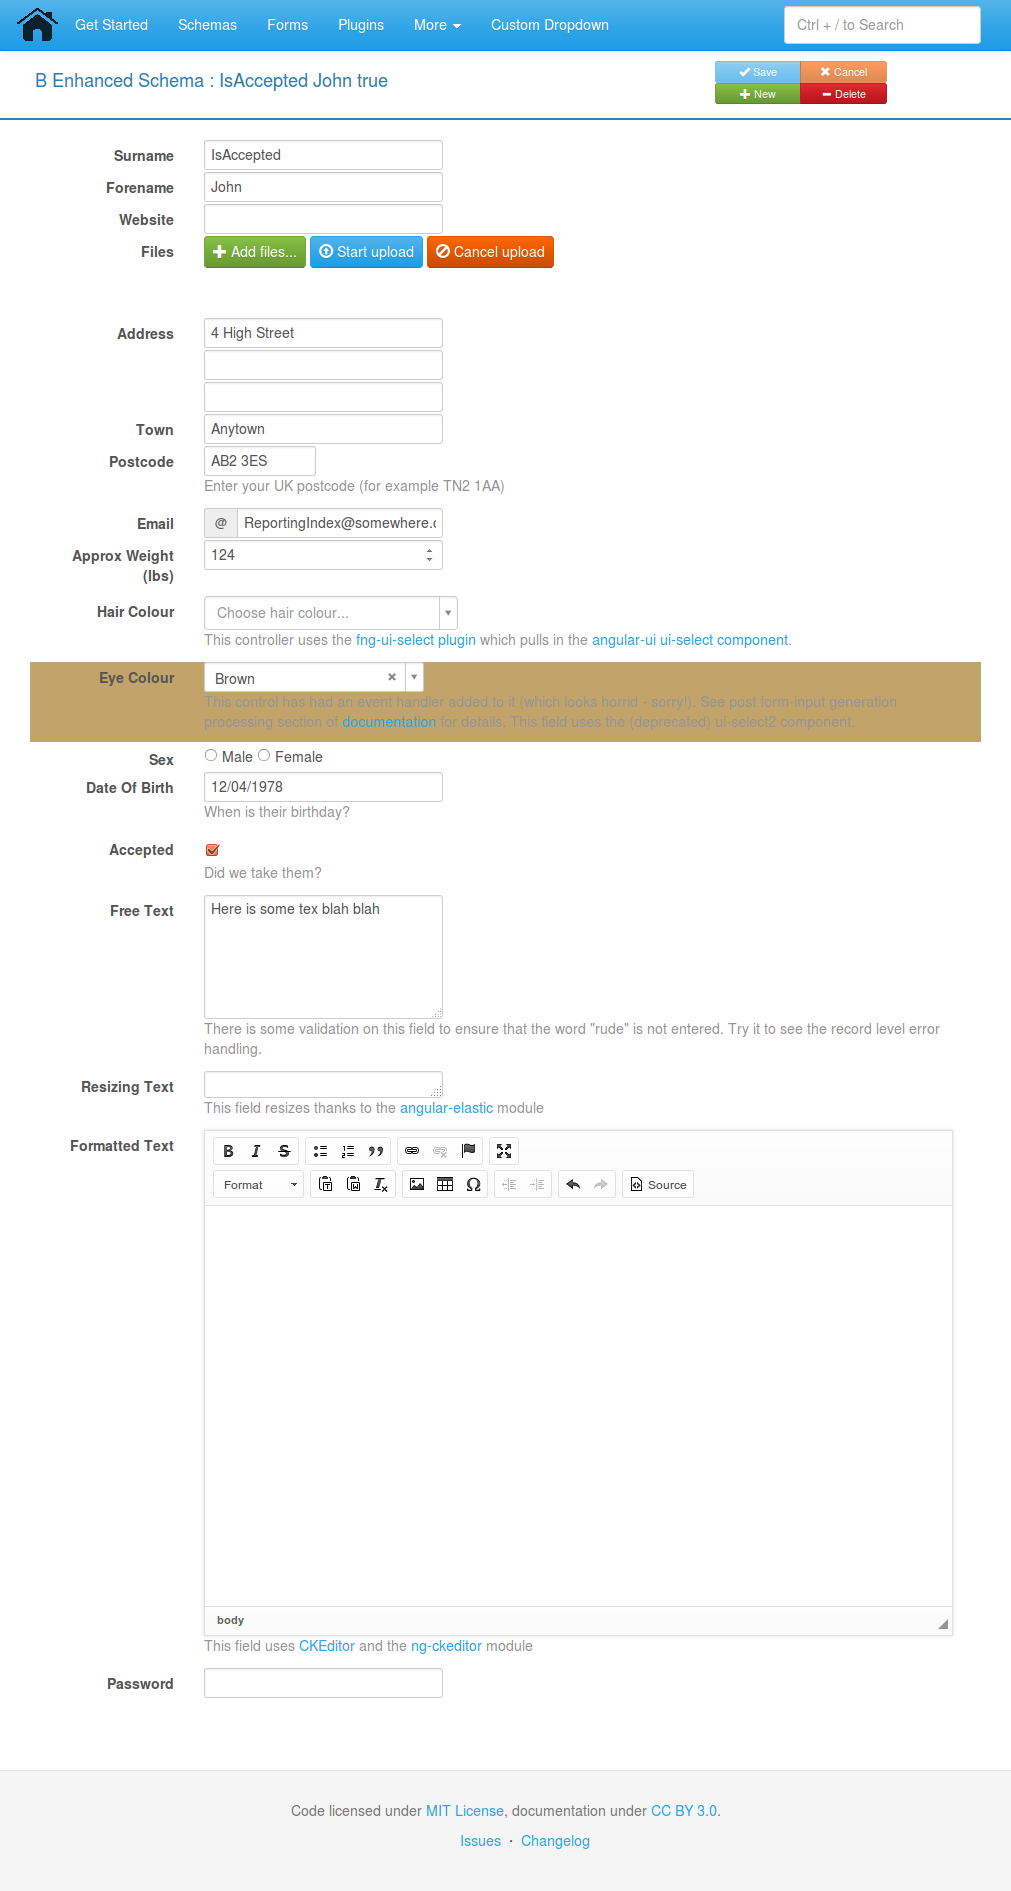 Get Started Schemas Forms Plugins More Custom Dropdown Ctrl + / to Search
B Enhanced Schema : IsAccepted John true
Save Cancel
New Delete
Surname IsAccepted
Forename John
Website
Files Add files... Start upload Cancel upload
Address 4 High Street
Town Anytown
Postcode AB2 3ES
Enter your UK postcode (for example TN2 1AA)
Email @ ReportingIndex@somewhere.c
Approx Weight 124
(lbs)
Hair Colour Choose hair colour...
This controller uses the fng-ui-select plugin which pulls in the angular-ui ui-select component.
Eye Colour Brown
This control has had an event handler added to it (which looks horrid - sorry!). See post form-input generation
processing section of documentation for details. This field uses the (deprecated) ui-select2 component.
Sex Male Female
Date Of Birth 12/04/1978
When is their birthday?
Accepted
Did we take them?
Free Text Here is some tex blah blah
There is some validation on this field to ensure that the word "rude" is not entered. Try it to see the record level error
handling.
Resizing Text
This field resizes thanks to the angular-elastic module
Formatted Text B I S
Format Source
body
This field uses CKEditor and the ng-ckeditor module
Password
Code licensed under MIT License, documentation under CC BY 3.0.
Issues · Changelog